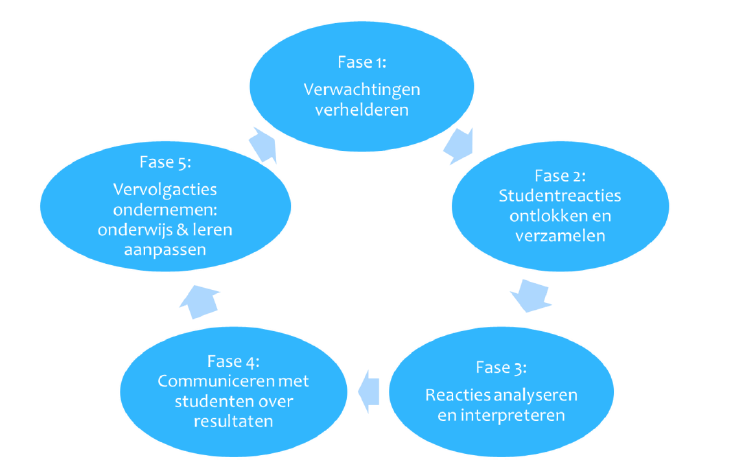 Fase 1:
Verwachtingen
verhelderen
Fase 2:
Studentreacties
ontlokken en
verzamelen
Fase 3:
Reacties analyseren
en interpreteren
Fase 4:
Communiceren met
studenten over
resultaten
Fase 5:
Vervolgacties
ondernemen:
onderwijs & leren
aanpassen